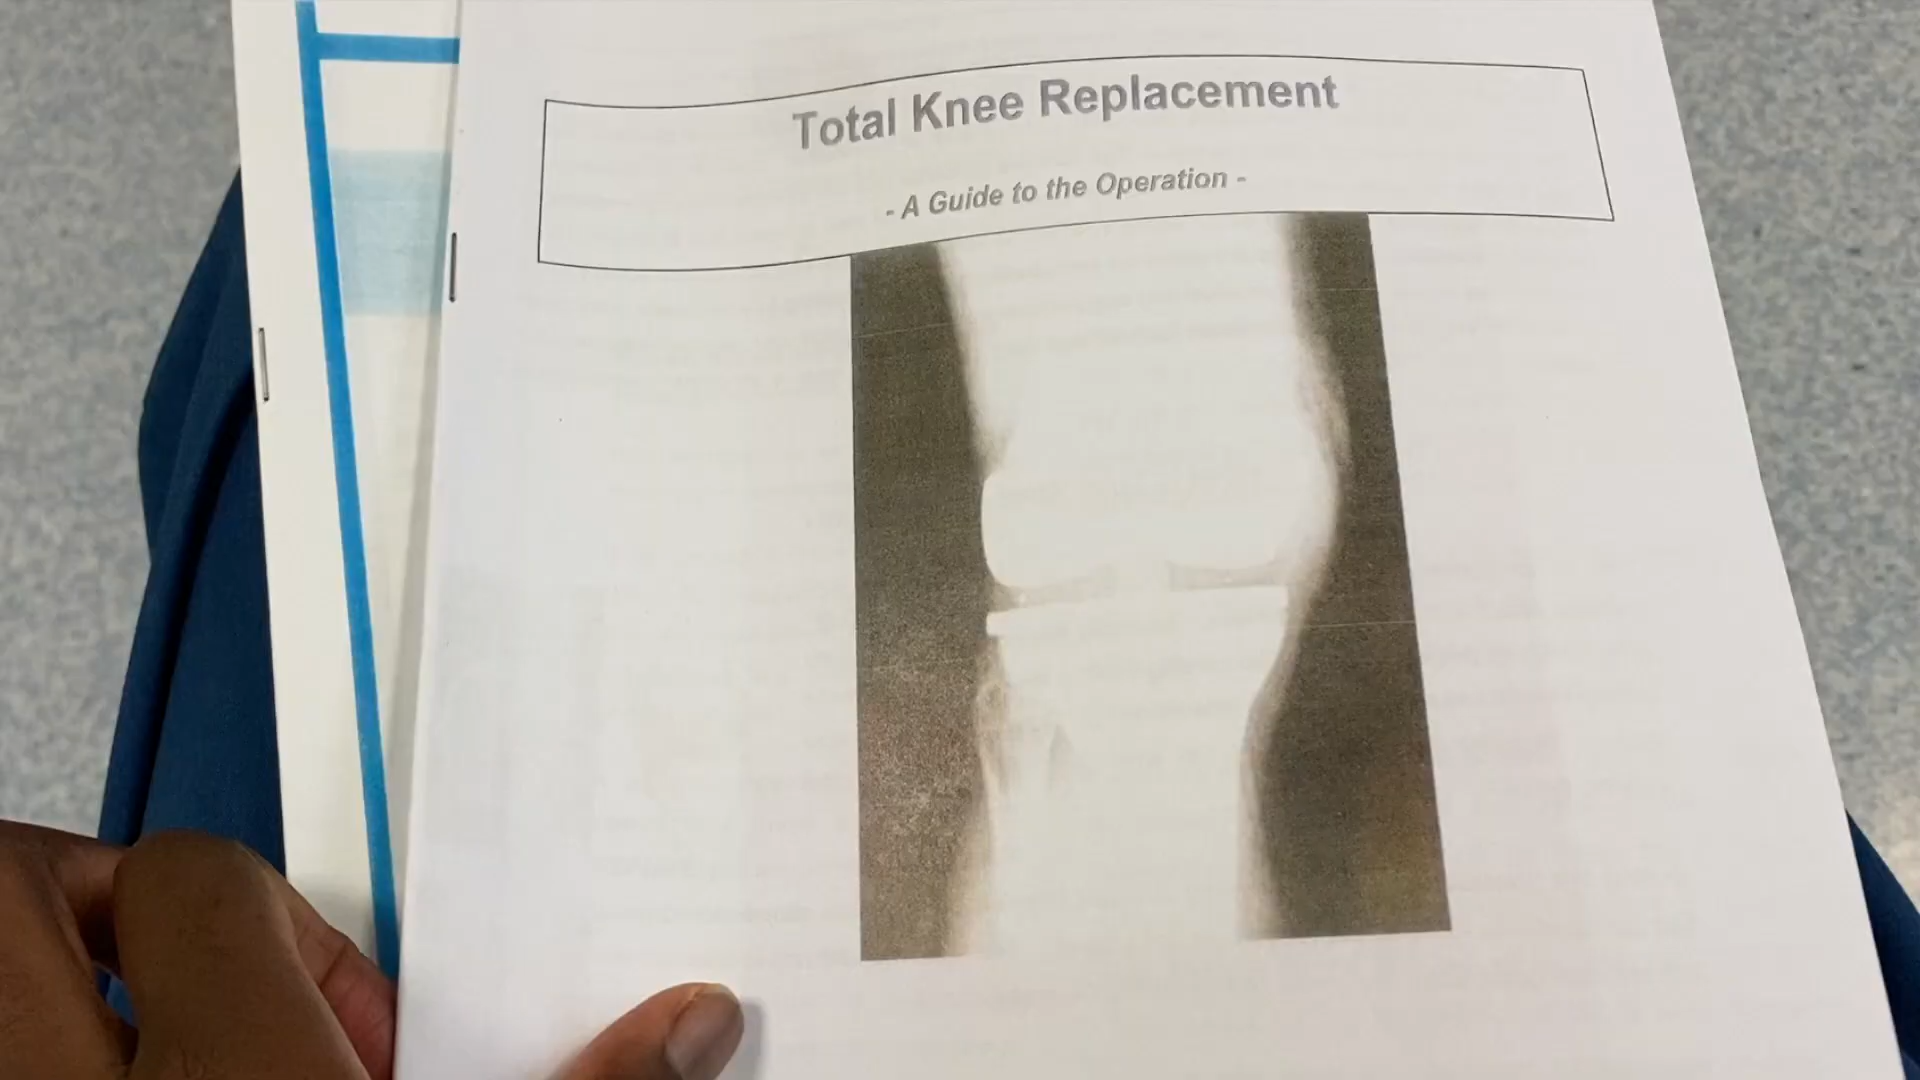 Total Knee Replacement
- A Guide to the Operation -